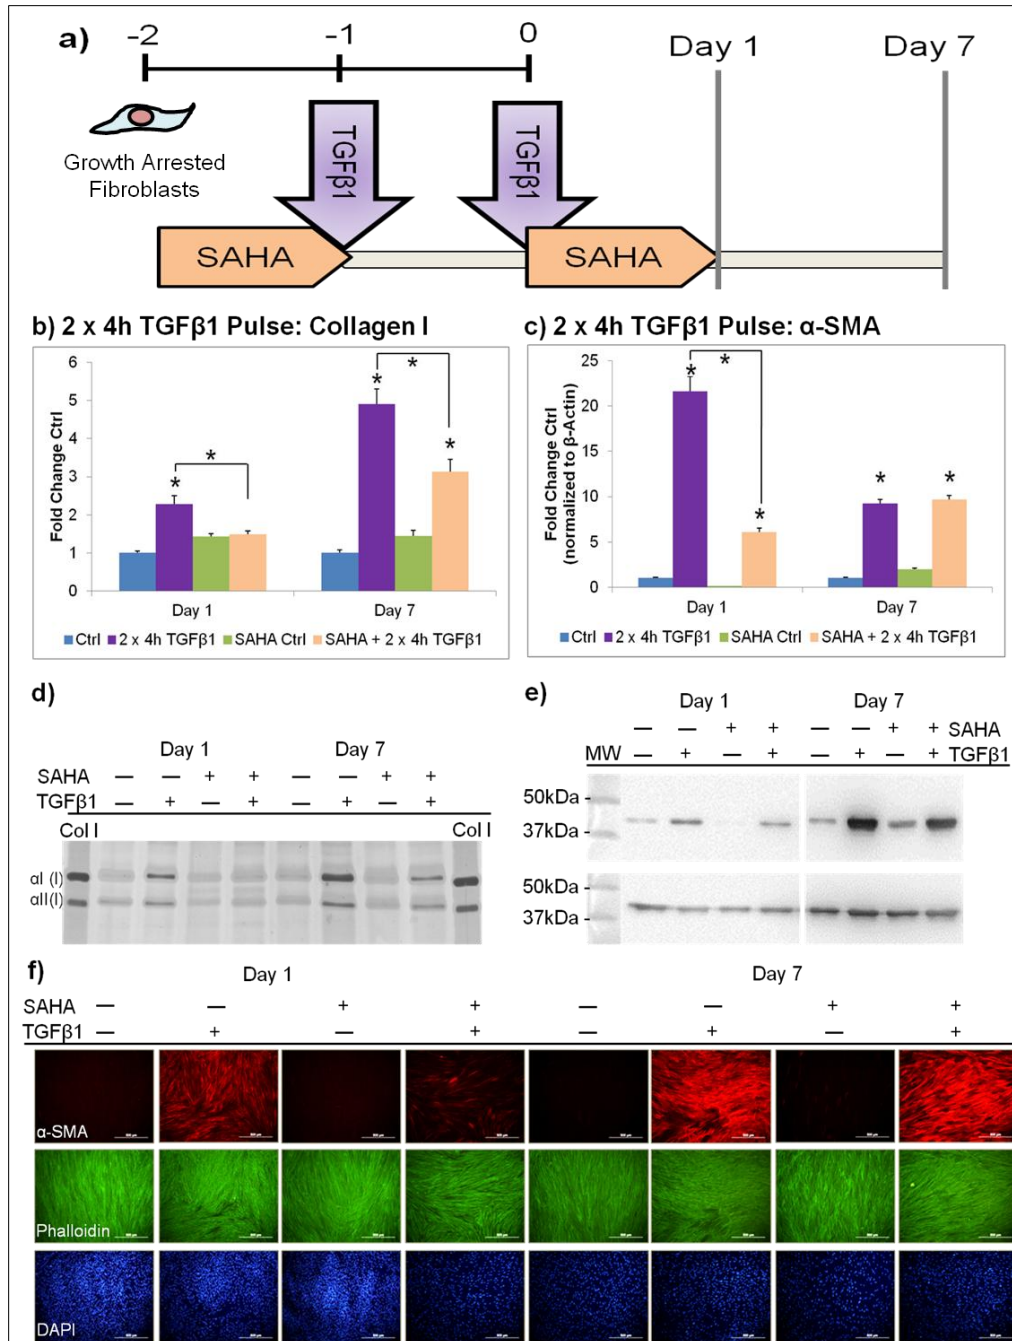 a)
-2 -1 0 Day 1 Day 7
TGFβ1 TGFβ1
Growth Arrested
Fibroblasts
SAHA SAHA
b) 2 x 4h TGFβ1 Pulse: Collagen I
Fold Change Ctrl
6
5
4
3
2
1
0
* * * * *
Day 1 Day 7
Ctrl 2 x 4h TGFβ1 SAHA Ctrl SAHA + 2 x 4h TGFβ1
c) 2 x 4h TGFβ1 Pulse: α-SMA
Fold Change Ctrl
(normalized to β-Actin)
25
20
15
10
5
0
* * * * *
Day 1 Day 7
Ctrl 2 x 4h TGFβ1 SAHA Ctrl SAHA + 2 x 4h TGFβ1
d)
Day 1 Day 7
SAHA — — + + — — + +
TGFβ1 — + — + — + — +
Col I Col I
αI (I)
αII(I)
e)
Day 1 Day 7
— — + + — — + + SAHA
MW — + — + — + — + TGFβ1
50kDa -
37kDa -
50kDa -
37kDa -
f)
Day 1 Day 7
SAHA — — + + — — + +
TGFβ1 — + — + — + — +
α-SMA
Phalloidin
DAPI